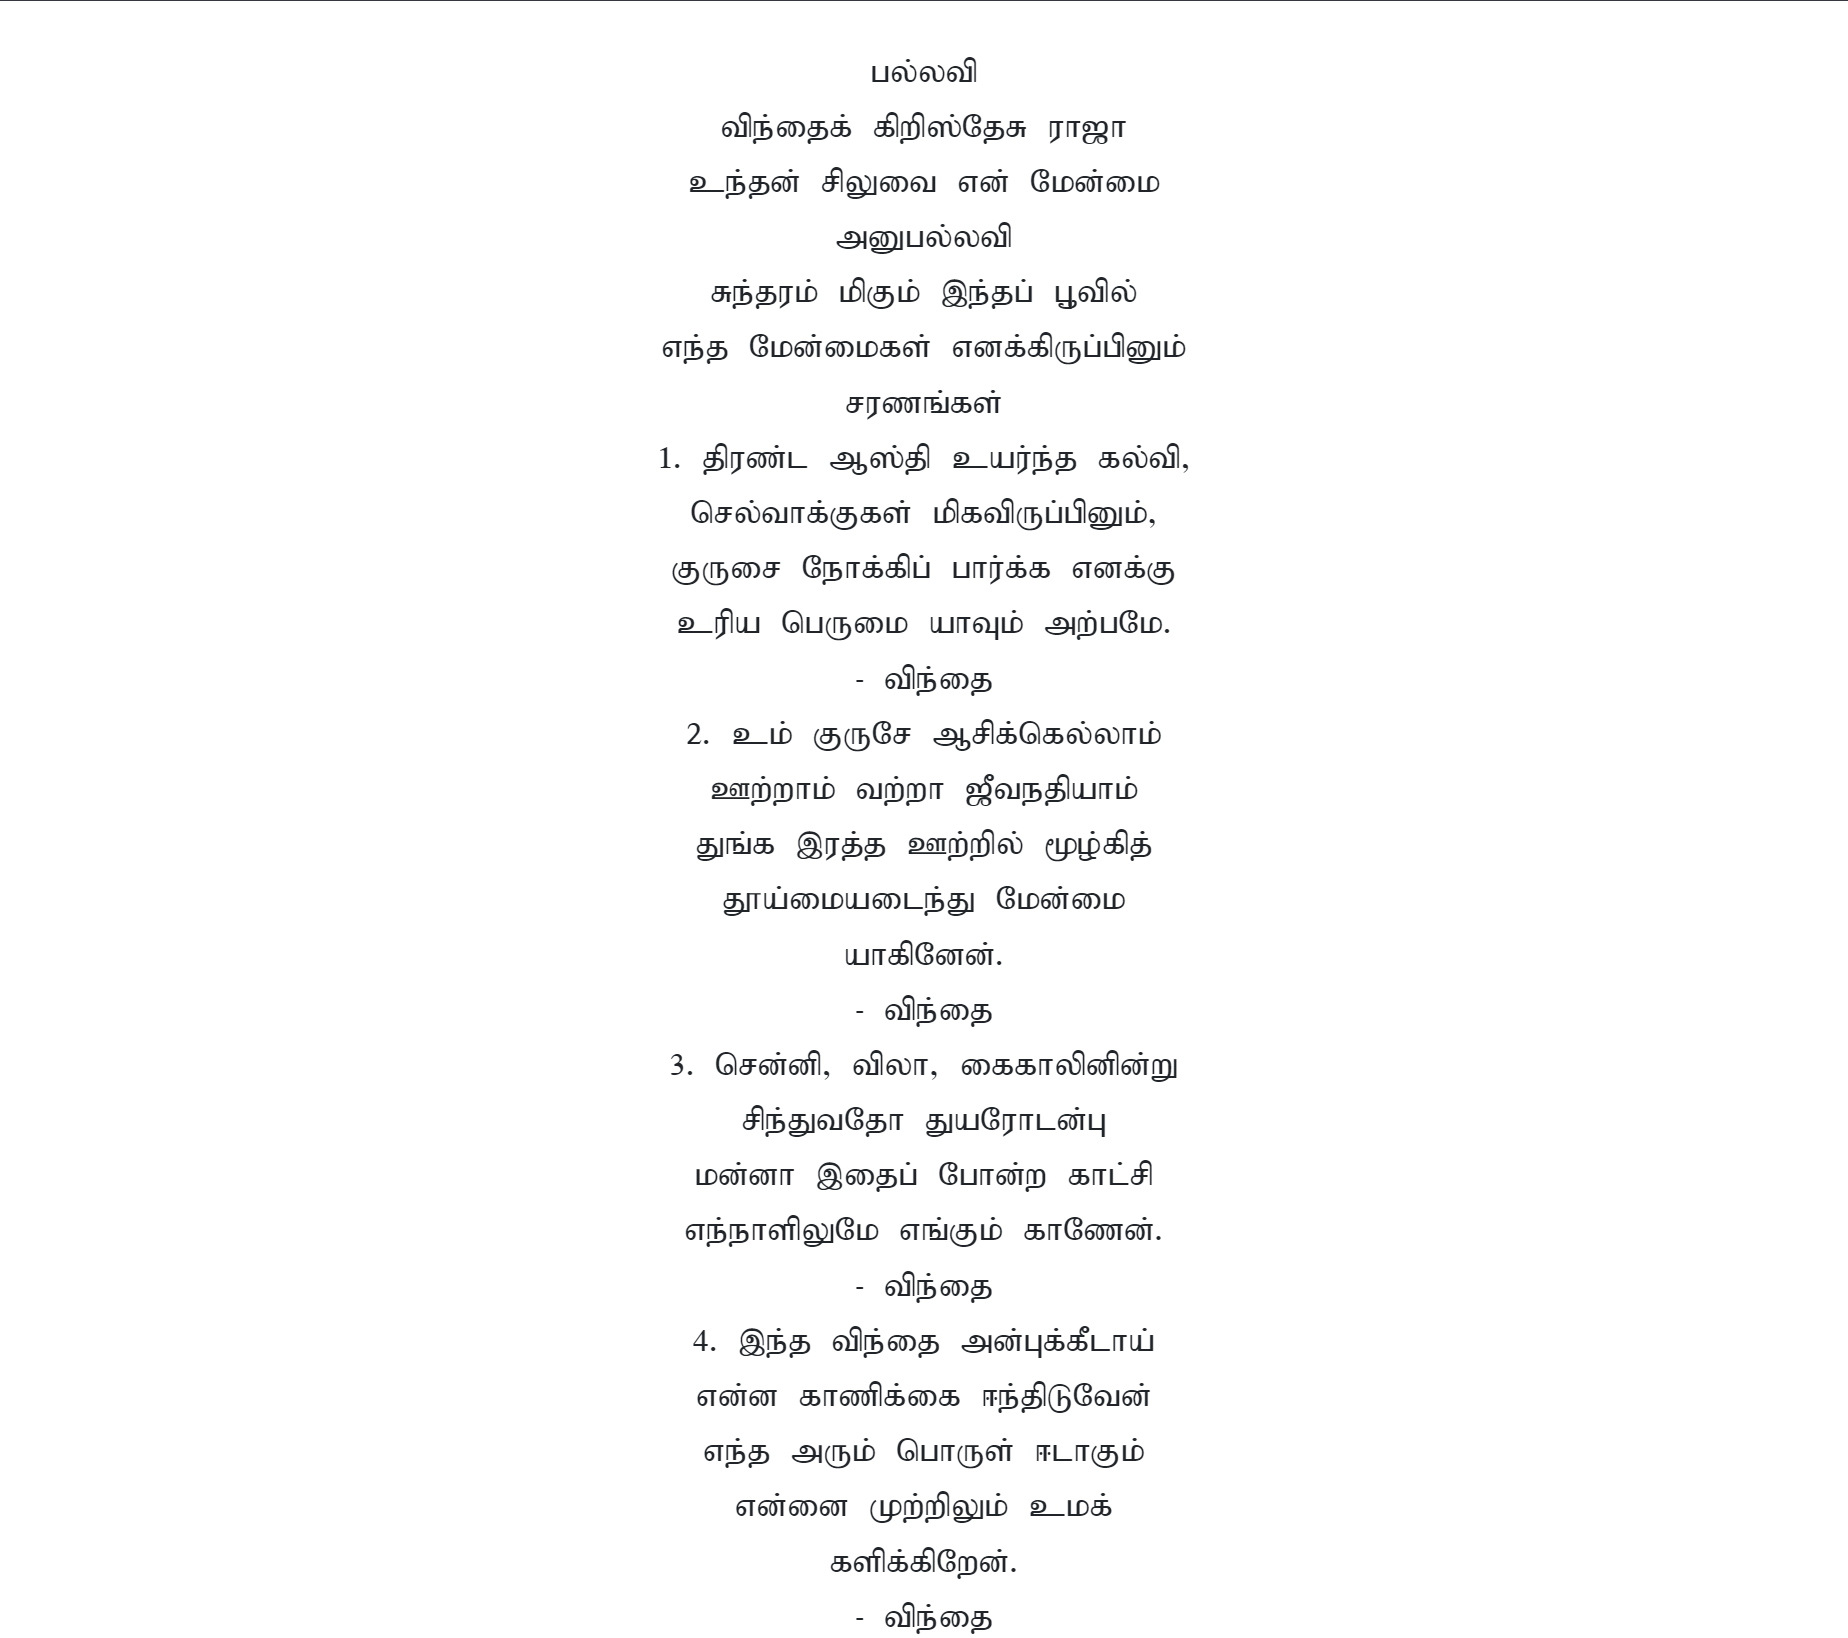 பல்லவி
விந்தைக் கிறிஸ்தேசு ராஜா
உந்தன் சிலுவை என் மேன்மை
அனுபல்லவி
சுந்தரம் மிகும் இந்தப் பூவில்
எந்த மேன்மைகள் எனக்கிருப்பினும்
சரணங்கள்
1. திரண்ட ஆஸ்தி உயர்ந்த கல்வி,
செல்வாக்குகள் மிகவிருப்பினும்,
குருசை நோக்கிப் பார்க்க எனக்கு
உரிய பெருமை யாவும் அற்பமே.
- விந்தை
2. உம் குருசே ஆசிக்கெல்லாம்
ஊற்றாம் வற்றா ஜீவநதியாம்
துங்க இரத்த ஊற்றில் மூழ்கித்
தூய்மையடைந்து மேன்மை
யாகினேன்.
- விந்தை
3. சென்னி, விலா, கைகாலினின்று
சிந்துவதோ துயரோடன்பு
மன்னா இதைப் போன்ற காட்சி
எந்நாளிலுமே எங்கும் காணேன்.
- விந்தை
4. இந்த விந்தை அன்புக்கீடாய்
என்ன காணிக்கை ஈந்திடுவேன்
எந்த அரும் பொருள் ஈடாகும்
என்னை முற்றிலும் உமக்
களிக்கிறேன்.
- விந்தை